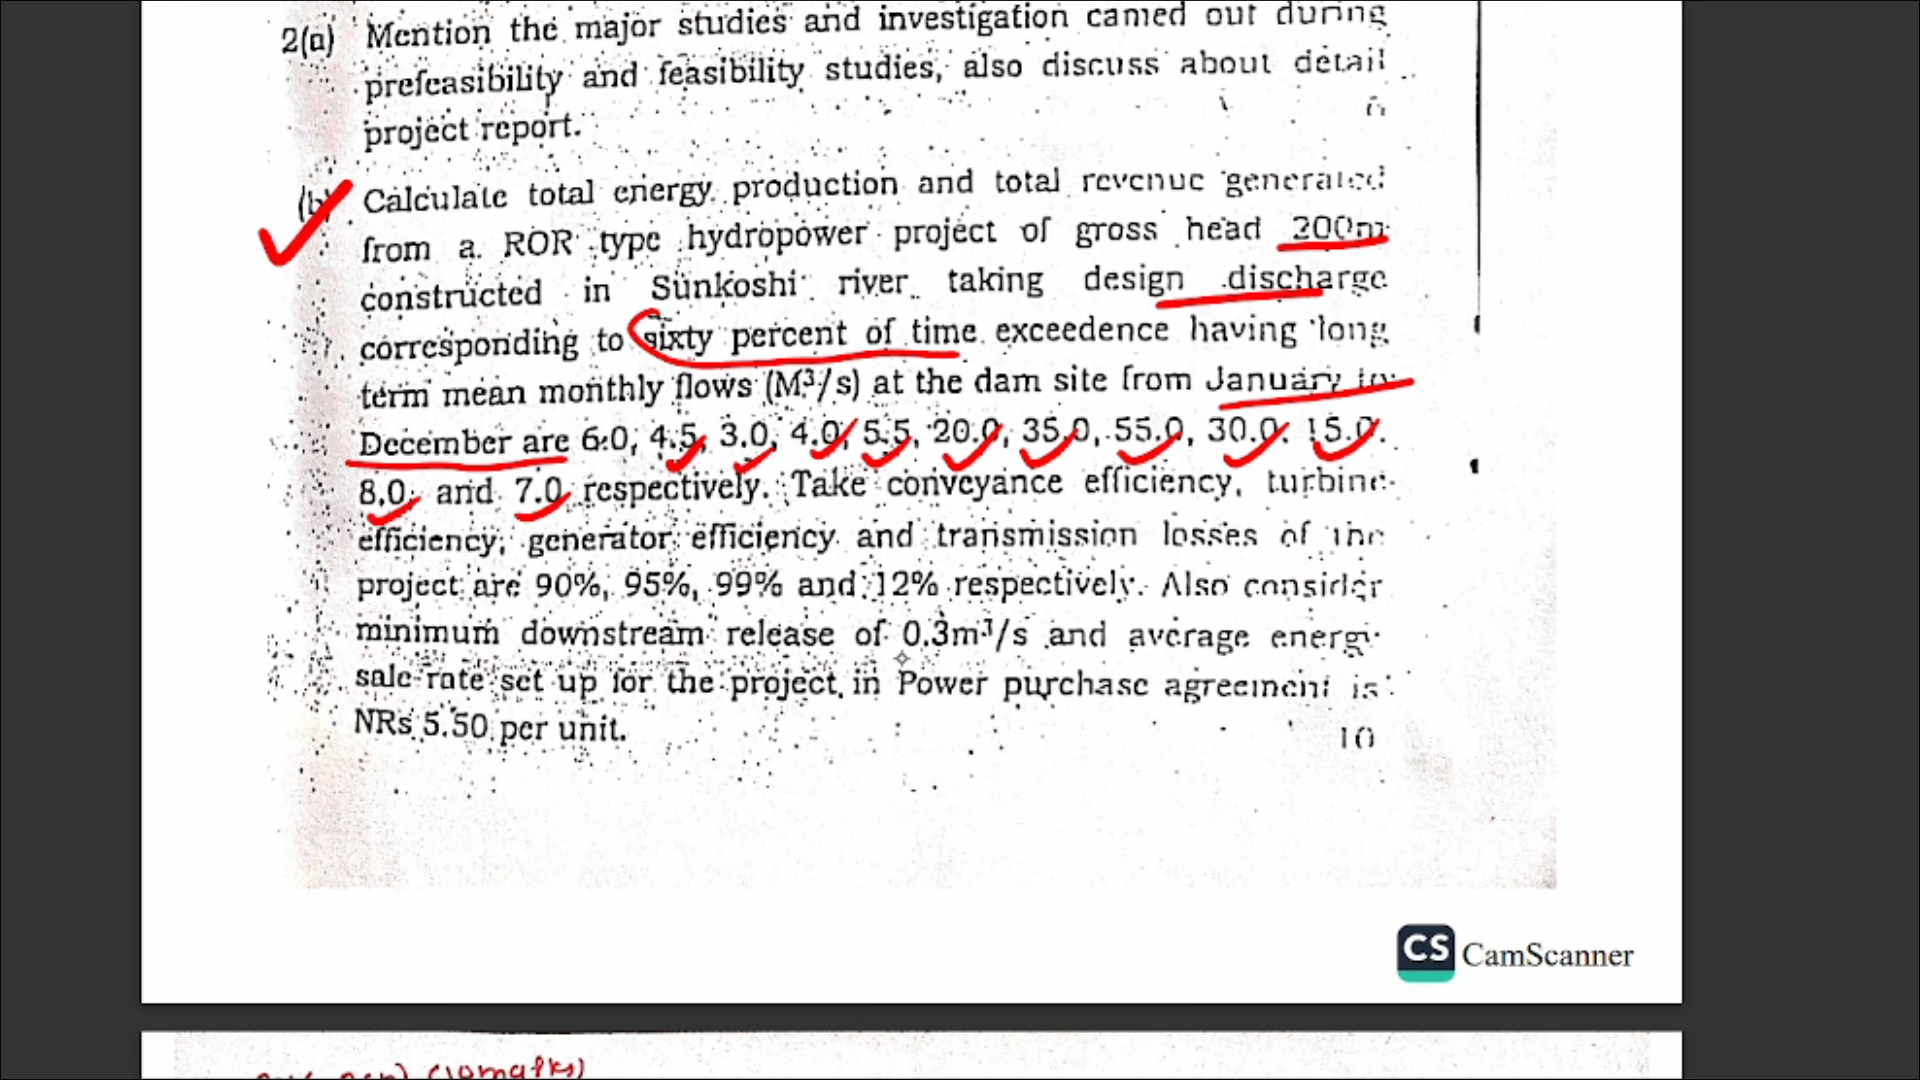 2(a) Mention the major studies and investigation carried out during
prefeasibility and feasibility studies, also discuss about detail
project report.
(b) Calculate total energy production and total revenue generated
from a ROR type hydropower project of gross head 200m
constructed in Sunkoshi river taking design discharge
corresponding to sixty percent of time exceedence having long
term mean monthly flows (M³/s) at the dam site from January to
December are 6.0, 4.5, 3.0, 4.0, 5.5, 20.0, 35.0, 55.0, 30.0, 15.0,
8.0, and 7.0 respectively. Take conveyance efficiency, turbine
efficiency, generator efficiency and transmission losses of the
project are 90%, 95%, 99% and 12% respectively. Also consider
minimum downstream release of 0.3m³/s and average energy
sale rate set up for the project in Power purchase agreement is
NRs 5.50 per unit.
10
CS CamScanner
(10marks)